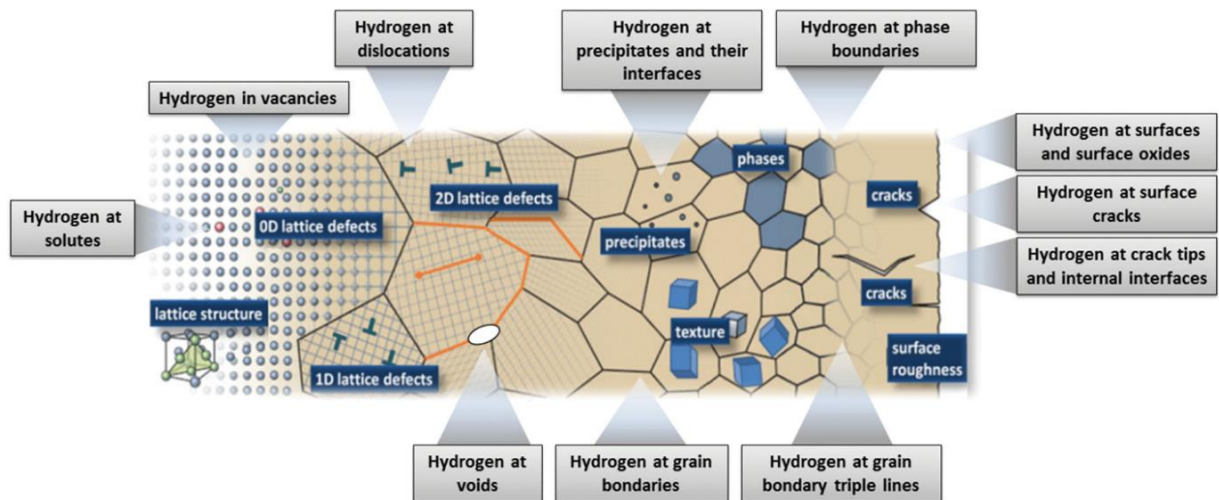 Hydrogen at
dislocations
Hydrogen at
precipitates and their
interfaces
Hydrogen at phase
boundaries
Hydrogen in vacancies
Hydrogen at surfaces
and surface oxides
phases
2D lattice defects
cracks
Hydrogen at surface
cracks
Hydrogen at
solutes
0D lattice defects
precipitates
Hydrogen at crack tips
and internal interfaces
cracks
lattice structure
texture
surface
roughness
1D lattice defects
Hydrogen at
voids
Hydrogen at grain
bondaries
Hydrogen at grain
bondary triple lines